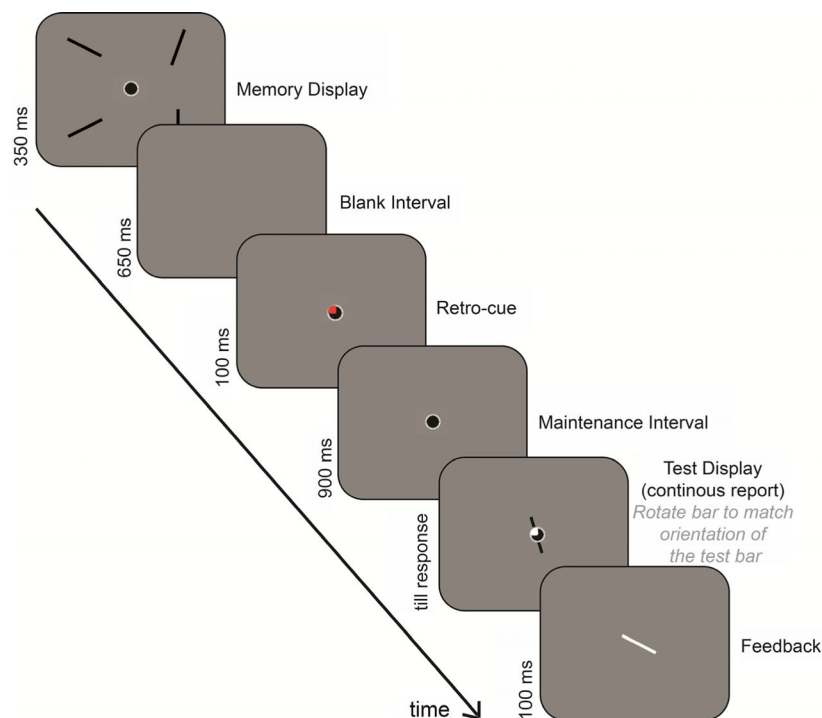 Memory Display
350 ms
Blank Interval
650 ms
Retro-cue
100 ms
Maintenance Interval
900 ms
Test Display
(continous report)
Rotate bar to match
orientation of
the test bar
till response
Feedback
100 ms
time